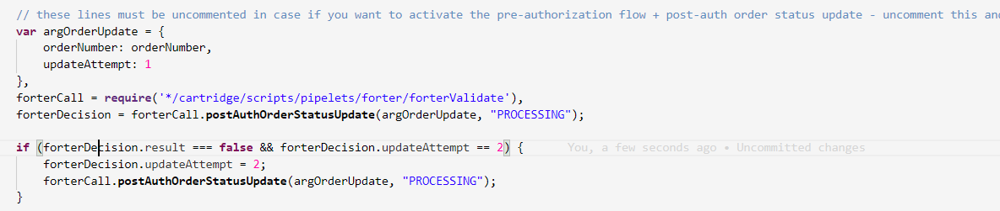 // these lines must be uncommented in case if you want to activate the pre-authorization flow + post-auth order status update - uncomment this and
var argOrderUpdate = {
    orderNumber: orderNumber,
    updateAttempt: 1
},
forterCall = require('*/cartridge/scripts/pipelets/forter/forterValidate'),
forterDecision = forterCall.postAuthOrderStatusUpdate(argOrderUpdate, "PROCESSING");

if (forterDecision.result === false && forterDecision.updateAttempt == 2) {    You, a few seconds ago • Uncommitted changes
    forterDecision.updateAttempt = 2;
    forterCall.postAuthOrderStatusUpdate(argOrderUpdate, "PROCESSING");
}